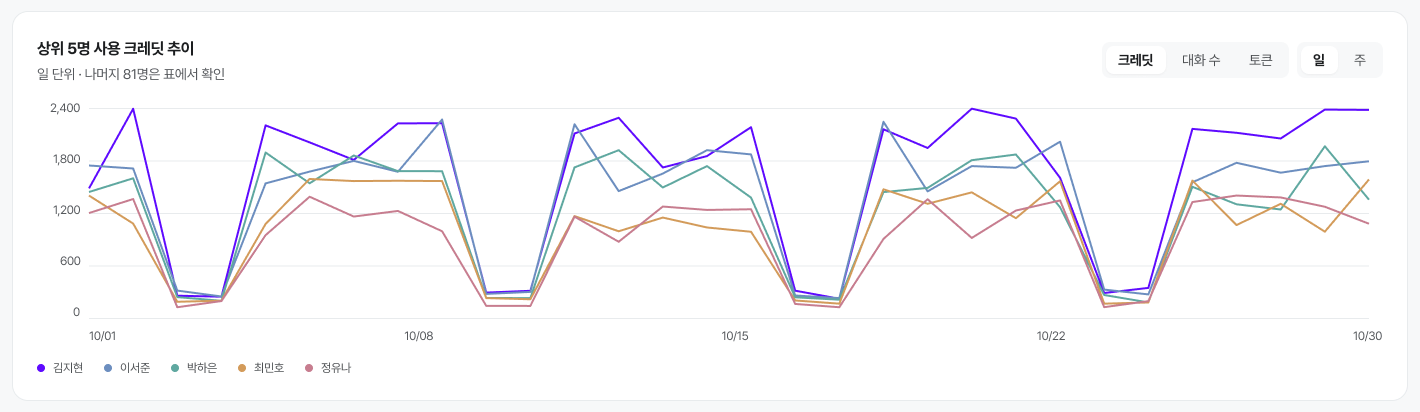 상위 5명 사용 크레딧 추이
일 단위 · 나머지 81명은 표에서 확인
크레딧 대화 수 토큰 일 주
2,400
1,800
1,200
600
0
10/01 10/08 10/15 10/22 10/30
김지현 이서준 박하은 최민호 정유나